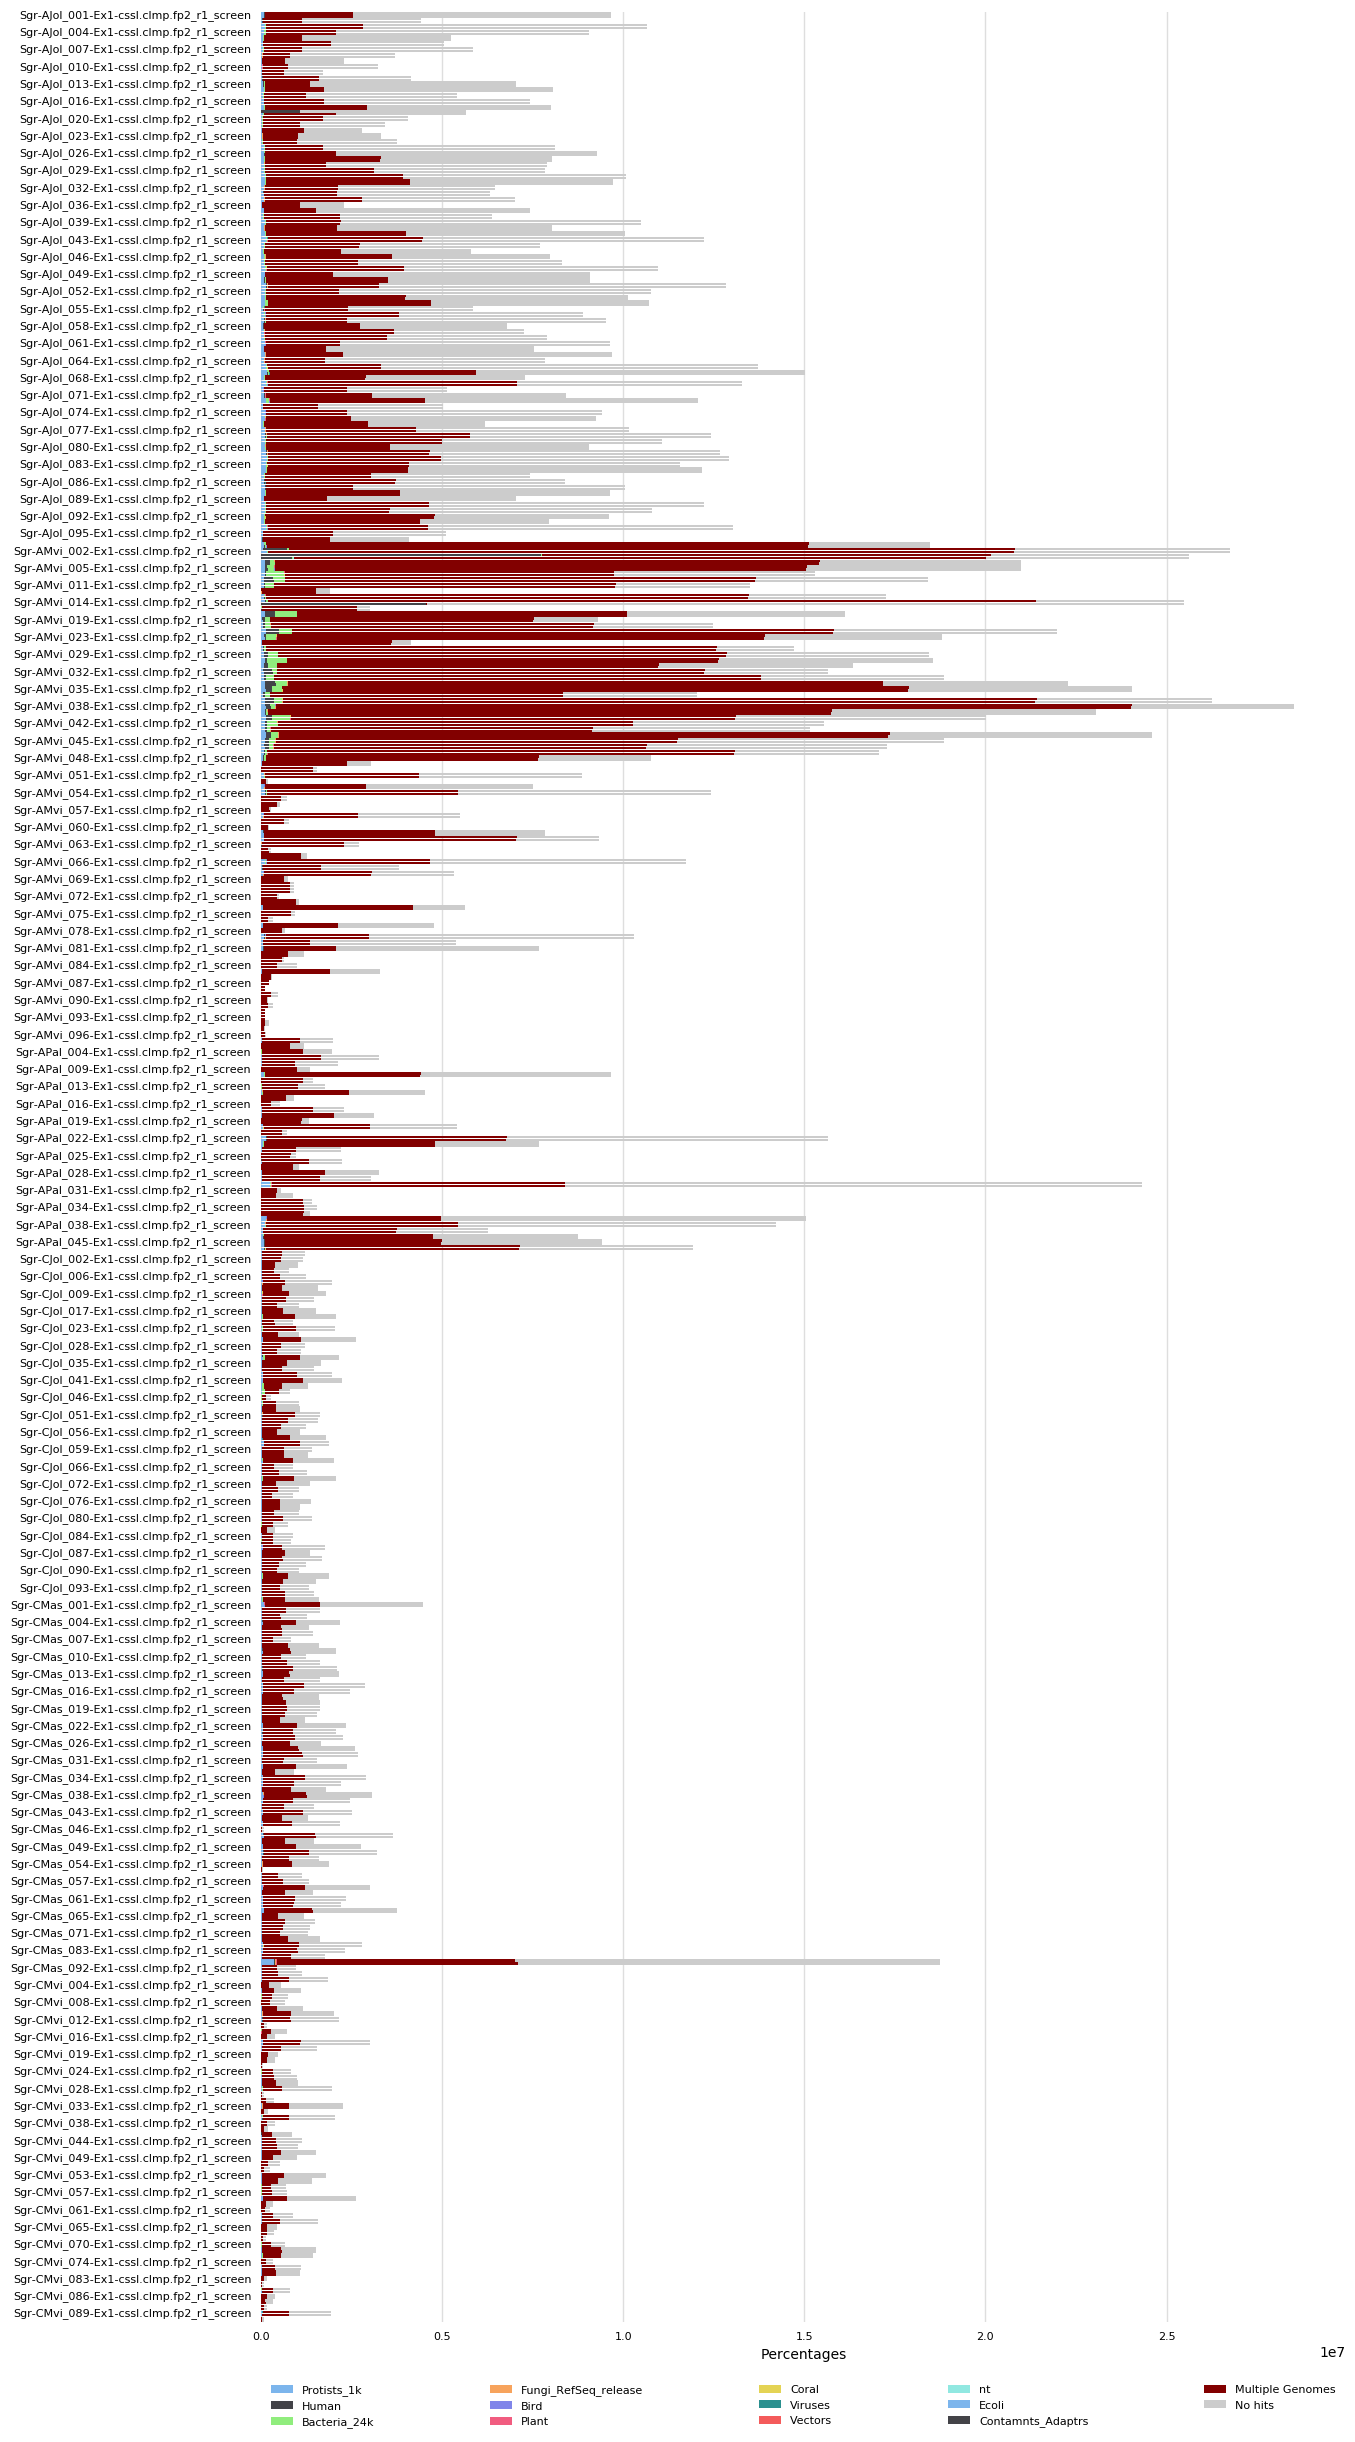 Sgr-AJol_001-Ex1-cssl.clmp.fp2_r1_screen
Sgr-AJol_004-Ex1-cssl.clmp.fp2_r1_screen
Sgr-AJol_007-Ex1-cssl.clmp.fp2_r1_screen
Sgr-AJol_010-Ex1-cssl.clmp.fp2_r1_screen
Sgr-AJol_013-Ex1-cssl.clmp.fp2_r1_screen
Sgr-AJol_016-Ex1-cssl.clmp.fp2_r1_screen
Sgr-AJol_020-Ex1-cssl.clmp.fp2_r1_screen
Sgr-AJol_023-Ex1-cssl.clmp.fp2_r1_screen
Sgr-AJol_026-Ex1-cssl.clmp.fp2_r1_screen
Sgr-AJol_029-Ex1-cssl.clmp.fp2_r1_screen
Sgr-AJol_032-Ex1-cssl.clmp.fp2_r1_screen
Sgr-AJol_036-Ex1-cssl.clmp.fp2_r1_screen
Sgr-AJol_039-Ex1-cssl.clmp.fp2_r1_screen
Sgr-AJol_043-Ex1-cssl.clmp.fp2_r1_screen
Sgr-AJol_046-Ex1-cssl.clmp.fp2_r1_screen
Sgr-AJol_049-Ex1-cssl.clmp.fp2_r1_screen
Sgr-AJol_052-Ex1-cssl.clmp.fp2_r1_screen
Sgr-AJol_055-Ex1-cssl.clmp.fp2_r1_screen
Sgr-AJol_058-Ex1-cssl.clmp.fp2_r1_screen
Sgr-AJol_061-Ex1-cssl.clmp.fp2_r1_screen
Sgr-AJol_064-Ex1-cssl.clmp.fp2_r1_screen
Sgr-AJol_068-Ex1-cssl.clmp.fp2_r1_screen
Sgr-AJol_071-Ex1-cssl.clmp.fp2_r1_screen
Sgr-AJol_074-Ex1-cssl.clmp.fp2_r1_screen
Sgr-AJol_077-Ex1-cssl.clmp.fp2_r1_screen
Sgr-AJol_080-Ex1-cssl.clmp.fp2_r1_screen
Sgr-AJol_083-Ex1-cssl.clmp.fp2_r1_screen
Sgr-AJol_086-Ex1-cssl.clmp.fp2_r1_screen
Sgr-AJol_089-Ex1-cssl.clmp.fp2_r1_screen
Sgr-AJol_092-Ex1-cssl.clmp.fp2_r1_screen
Sgr-AJol_095-Ex1-cssl.clmp.fp2_r1_screen
Sgr-AMvi_002-Ex1-cssl.clmp.fp2_r1_screen
Sgr-AMvi_005-Ex1-cssl.clmp.fp2_r1_screen
Sgr-AMvi_011-Ex1-cssl.clmp.fp2_r1_screen
Sgr-AMvi_014-Ex1-cssl.clmp.fp2_r1_screen
Sgr-AMvi_019-Ex1-cssl.clmp.fp2_r1_screen
Sgr-AMvi_023-Ex1-cssl.clmp.fp2_r1_screen
Sgr-AMvi_029-Ex1-cssl.clmp.fp2_r1_screen
Sgr-AMvi_032-Ex1-cssl.clmp.fp2_r1_screen
Sgr-AMvi_035-Ex1-cssl.clmp.fp2_r1_screen
Sgr-AMvi_038-Ex1-cssl.clmp.fp2_r1_screen
Sgr-AMvi_042-Ex1-cssl.clmp.fp2_r1_screen
Sgr-AMvi_045-Ex1-cssl.clmp.fp2_r1_screen
Sgr-AMvi_048-Ex1-cssl.clmp.fp2_r1_screen
Sgr-AMvi_051-Ex1-cssl.clmp.fp2_r1_screen
Sgr-AMvi_054-Ex1-cssl.clmp.fp2_r1_screen
Sgr-AMvi_057-Ex1-cssl.clmp.fp2_r1_screen
Sgr-AMvi_060-Ex1-cssl.clmp.fp2_r1_screen
Sgr-AMvi_063-Ex1-cssl.clmp.fp2_r1_screen
Sgr-AMvi_066-Ex1-cssl.clmp.fp2_r1_screen
Sgr-AMvi_069-Ex1-cssl.clmp.fp2_r1_screen
Sgr-AMvi_072-Ex1-cssl.clmp.fp2_r1_screen
Sgr-AMvi_075-Ex1-cssl.clmp.fp2_r1_screen
Sgr-AMvi_078-Ex1-cssl.clmp.fp2_r1_screen
Sgr-AMvi_081-Ex1-cssl.clmp.fp2_r1_screen
Sgr-AMvi_084-Ex1-cssl.clmp.fp2_r1_screen
Sgr-AMvi_087-Ex1-cssl.clmp.fp2_r1_screen
Sgr-AMvi_090-Ex1-cssl.clmp.fp2_r1_screen
Sgr-AMvi_093-Ex1-cssl.clmp.fp2_r1_screen
Sgr-AMvi_096-Ex1-cssl.clmp.fp2_r1_screen
Sgr-APal_004-Ex1-cssl.clmp.fp2_r1_screen
Sgr-APal_009-Ex1-cssl.clmp.fp2_r1_screen
Sgr-APal_013-Ex1-cssl.clmp.fp2_r1_screen
Sgr-APal_016-Ex1-cssl.clmp.fp2_r1_screen
Sgr-APal_019-Ex1-cssl.clmp.fp2_r1_screen
Sgr-APal_022-Ex1-cssl.clmp.fp2_r1_screen
Sgr-APal_025-Ex1-cssl.clmp.fp2_r1_screen
Sgr-APal_028-Ex1-cssl.clmp.fp2_r1_screen
Sgr-APal_031-Ex1-cssl.clmp.fp2_r1_screen
Sgr-APal_034-Ex1-cssl.clmp.fp2_r1_screen
Sgr-APal_038-Ex1-cssl.clmp.fp2_r1_screen
Sgr-APal_045-Ex1-cssl.clmp.fp2_r1_screen
Sgr-CJol_002-Ex1-cssl.clmp.fp2_r1_screen
Sgr-CJol_006-Ex1-cssl.clmp.fp2_r1_screen
Sgr-CJol_009-Ex1-cssl.clmp.fp2_r1_screen
Sgr-CJol_017-Ex1-cssl.clmp.fp2_r1_screen
Sgr-CJol_023-Ex1-cssl.clmp.fp2_r1_screen
Sgr-CJol_028-Ex1-cssl.clmp.fp2_r1_screen
Sgr-CJol_035-Ex1-cssl.clmp.fp2_r1_screen
Sgr-CJol_041-Ex1-cssl.clmp.fp2_r1_screen
Sgr-CJol_046-Ex1-cssl.clmp.fp2_r1_screen
Sgr-CJol_051-Ex1-cssl.clmp.fp2_r1_screen
Sgr-CJol_056-Ex1-cssl.clmp.fp2_r1_screen
Sgr-CJol_059-Ex1-cssl.clmp.fp2_r1_screen
Sgr-CJol_066-Ex1-cssl.clmp.fp2_r1_screen
Sgr-CJol_072-Ex1-cssl.clmp.fp2_r1_screen
Sgr-CJol_076-Ex1-cssl.clmp.fp2_r1_screen
Sgr-CJol_080-Ex1-cssl.clmp.fp2_r1_screen
Sgr-CJol_084-Ex1-cssl.clmp.fp2_r1_screen
Sgr-CJol_087-Ex1-cssl.clmp.fp2_r1_screen
Sgr-CJol_090-Ex1-cssl.clmp.fp2_r1_screen
Sgr-CJol_093-Ex1-cssl.clmp.fp2_r1_screen
Sgr-CMas_001-Ex1-cssl.clmp.fp2_r1_screen
Sgr-CMas_004-Ex1-cssl.clmp.fp2_r1_screen
Sgr-CMas_007-Ex1-cssl.clmp.fp2_r1_screen
Sgr-CMas_010-Ex1-cssl.clmp.fp2_r1_screen
Sgr-CMas_013-Ex1-cssl.clmp.fp2_r1_screen
Sgr-CMas_016-Ex1-cssl.clmp.fp2_r1_screen
Sgr-CMas_019-Ex1-cssl.clmp.fp2_r1_screen
Sgr-CMas_022-Ex1-cssl.clmp.fp2_r1_screen
Sgr-CMas_026-Ex1-cssl.clmp.fp2_r1_screen
Sgr-CMas_031-Ex1-cssl.clmp.fp2_r1_screen
Sgr-CMas_034-Ex1-cssl.clmp.fp2_r1_screen
Sgr-CMas_038-Ex1-cssl.clmp.fp2_r1_screen
Sgr-CMas_043-Ex1-cssl.clmp.fp2_r1_screen
Sgr-CMas_046-Ex1-cssl.clmp.fp2_r1_screen
Sgr-CMas_049-Ex1-cssl.clmp.fp2_r1_screen
Sgr-CMas_054-Ex1-cssl.clmp.fp2_r1_screen
Sgr-CMas_057-Ex1-cssl.clmp.fp2_r1_screen
Sgr-CMas_061-Ex1-cssl.clmp.fp2_r1_screen
Sgr-CMas_065-Ex1-cssl.clmp.fp2_r1_screen
Sgr-CMas_071-Ex1-cssl.clmp.fp2_r1_screen
Sgr-CMas_083-Ex1-cssl.clmp.fp2_r1_screen
Sgr-CMas_092-Ex1-cssl.clmp.fp2_r1_screen
Sgr-CMvi_004-Ex1-cssl.clmp.fp2_r1_screen
Sgr-CMvi_008-Ex1-cssl.clmp.fp2_r1_screen
Sgr-CMvi_012-Ex1-cssl.clmp.fp2_r1_screen
Sgr-CMvi_016-Ex1-cssl.clmp.fp2_r1_screen
Sgr-CMvi_019-Ex1-cssl.clmp.fp2_r1_screen
Sgr-CMvi_024-Ex1-cssl.clmp.fp2_r1_screen
Sgr-CMvi_028-Ex1-cssl.clmp.fp2_r1_screen
Sgr-CMvi_033-Ex1-cssl.clmp.fp2_r1_screen
Sgr-CMvi_038-Ex1-cssl.clmp.fp2_r1_screen
Sgr-CMvi_044-Ex1-cssl.clmp.fp2_r1_screen
Sgr-CMvi_049-Ex1-cssl.clmp.fp2_r1_screen
Sgr-CMvi_053-Ex1-cssl.clmp.fp2_r1_screen
Sgr-CMvi_057-Ex1-cssl.clmp.fp2_r1_screen
Sgr-CMvi_061-Ex1-cssl.clmp.fp2_r1_screen
Sgr-CMvi_065-Ex1-cssl.clmp.fp2_r1_screen
Sgr-CMvi_070-Ex1-cssl.clmp.fp2_r1_screen
Sgr-CMvi_074-Ex1-cssl.clmp.fp2_r1_screen
Sgr-CMvi_083-Ex1-cssl.clmp.fp2_r1_screen
Sgr-CMvi_086-Ex1-cssl.clmp.fp2_r1_screen
Sgr-CMvi_089-Ex1-cssl.clmp.fp2_r1_screen
0.0 0.5 1.0 1.5 2.0 2.5
Percentages 1e7
Protists_1k Fungi_RefSeq_release Coral nt Multiple Genomes
Human Bird Viruses Ecoli No hits
Bacteria_24k Plant Vectors Contamnts_Adaptrs